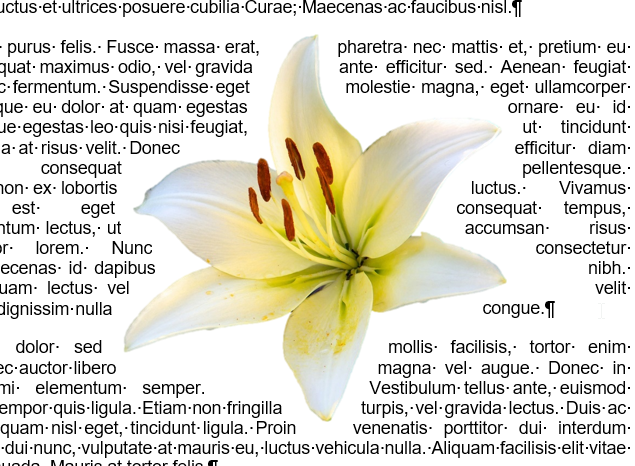 uctus et ultrices posuere cubilia Curae; Maecenas ac faucibus nisl.¶
purus felis. Fusce massa erat, pharetra nec mattis et, pretium eu
quat maximus odio, vel gravida ante efficitur sed. Aenean feugiat
c fermentum. Suspendisse eget molestie magna, eget ullamcorper
que eu dolor at quam egestas ornare eu id
ue egestas leo quis nisi feugiat, ut tincidunt
a at risus velit. Donec efficitur diam
consequat pellentesque.
non ex lobortis luctus. Vivamus
est eget consequat tempus,
ntum lectus, ut accumsan risus
or lorem. Nunc consectetur
ecenas id dapibus nibh.
uam lectus vel velit
dignissim nulla congue.¶
dolor sed mollis facilisis, tortor enim
ec auctor libero magna vel augue. Donec in
mi elementum semper. Vestibulum tellus ante, euismod
empor quis ligula. Etiam non fringilla turpis, vel gravida lectus. Duis ac
quam nisl eget, tincidunt ligula. Proin venenatis porttitor dui interdum
dui nunc, vulputate at mauris eu, luctus vehicula nulla. Aliquam facilisis elit vitae
uada. Mauris at tortor felis.¶